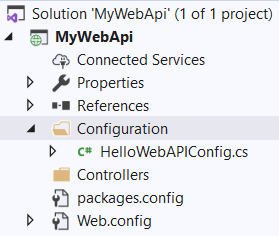 Solution 'MyWebApi' (1 of 1 project)
MyWebApi
Connected Services
Properties
References
Configuration
C# HelloWebAPIConfig.cs
Controllers
packages.config
Web.config